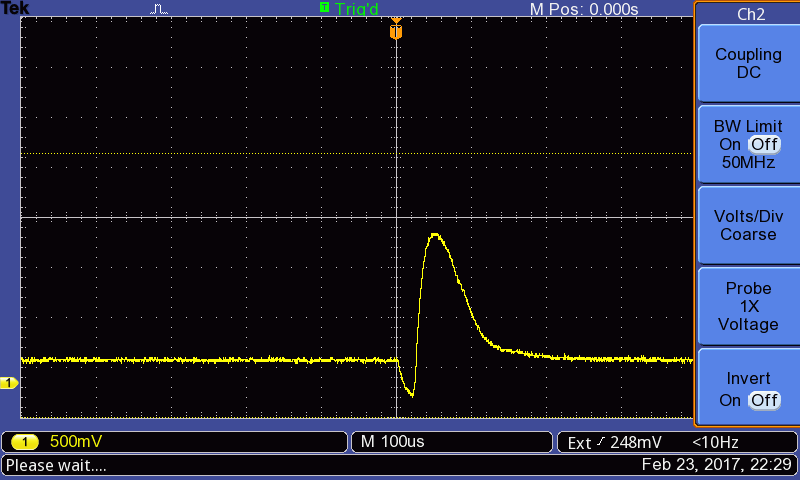 Tek
T Trig'd
M Pos: 0.000s
T
1
Ch2
Coupling
DC
BW Limit
On Off
50MHz
Volts/Div
Coarse
Probe
1X
Voltage
Invert
On Off
1 500mV
M 100us
Ext 248mV <10Hz
Please wait....
Feb 23, 2017, 22:29